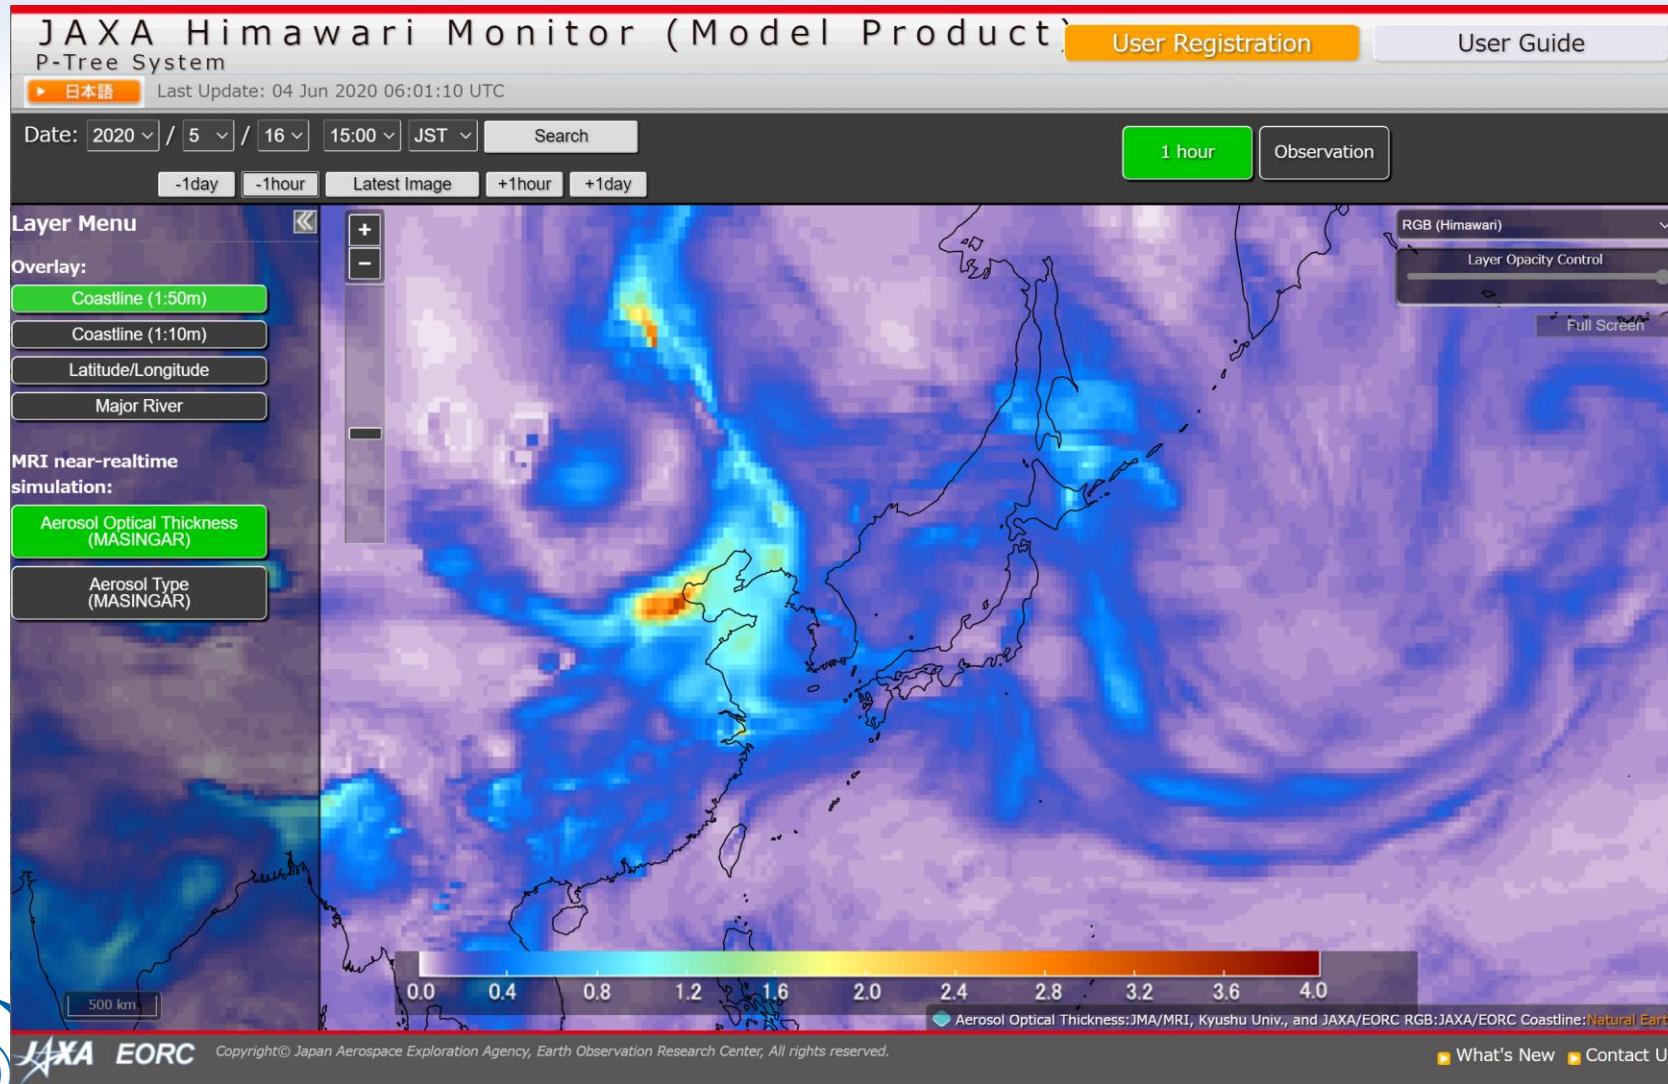 JAXA Himawari Monitor (Model Product)
P-Tree System
User Registration
User Guide
日本語
Last Update: 04 Jun 2020 06:01:10 UTC
Date: 2020 / 5 / 16 15:00 JST Search
-1day -1hour Latest Image +1hour +1day
1 hour
Observation
Layer Menu
Overlay:
Coastline (1:50m)
Coastline (1:10m)
Latitude/Longitude
Major River
MRI near-realtime
simulation:
Aerosol Optical Thickness
(MASINGAR)
Aerosol Type
(MASINGAR)
+
−
RGB (Himawari)
Layer Opacity Control
Full Screen
0.0 0.4 0.8 1.2 1.6 2.0 2.4 2.8 3.2 3.6 4.0
500 km
Aerosol Optical Thickness:JMA/MRI, Kyushu Univ., and JAXA/EORC RGB:JAXA/EORC Coastline:Natural Earth
JAXA EORC
Copyright© Japan Aerospace Exploration Agency, Earth Observation Research Center, All rights reserved.
What's New
Contact U